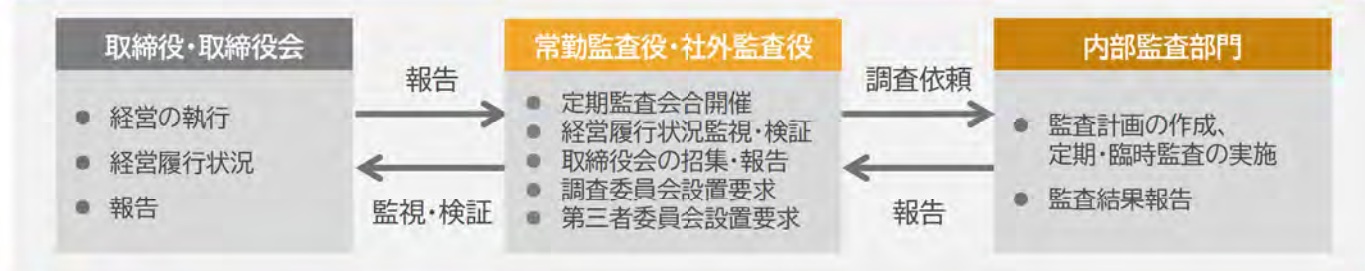 取締役・取締役会
経営の執行
経営履行状況
報告
報告
監視・検証
常勤監査役・社外監査役
定期監査会合開催
経営履行状況監視・検証
取締役会の招集・報告
調査委員会設置要求
第三者委員会設置要求
調査依頼
報告
内部監査部門
監査計画の作成、
定期・臨時監査の実施
監査結果報告